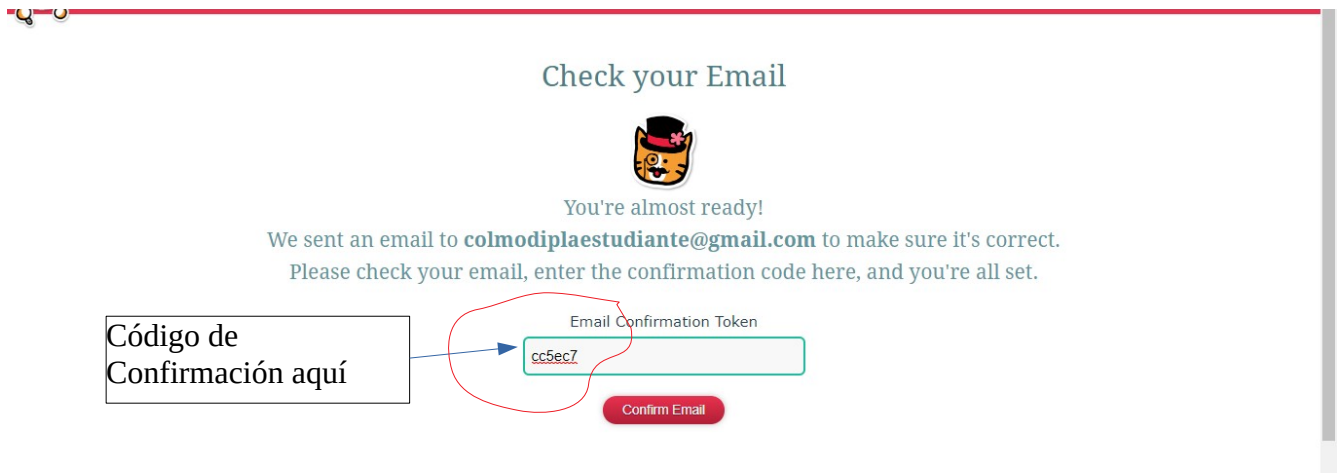 Check your Email
You're almost ready!
We sent an email to colmodiplaestudiante@gmail.com to make sure it's correct.
Please check your email, enter the confirmation code here, and you're all set.
Email Confirmation Token
Código de
Confirmación aquí
cc5ec7
Confirm Email